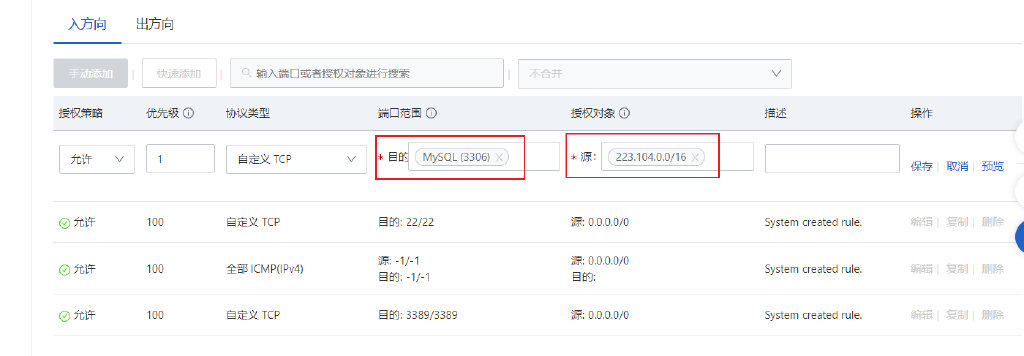 入方向 出方向
手动添加 | 快速添加 | 输入端口或者授权对象进行搜索 | 不合并
授权策略 优先级 协议类型 端口范围 授权对象 描述 操作
允许 1 自定义 TCP * 目的 MySQL (3306) * 源: 223.104.0.0/16 保存 | 取消 | 预览
允许 100 自定义 TCP 目的: 22/22 源: 0.0.0.0/0 System created rule. 编辑 | 复制 | 删除
允许 100 全部 ICMP(IPv4) 源: -1/-1 源: 0.0.0.0/0 System created rule. 编辑 | 复制 | 删除
目的: -1/-1 目的:
允许 100 自定义 TCP 目的: 3389/3389 源: 0.0.0.0/0 System created rule. 编辑 | 复制 | 删除